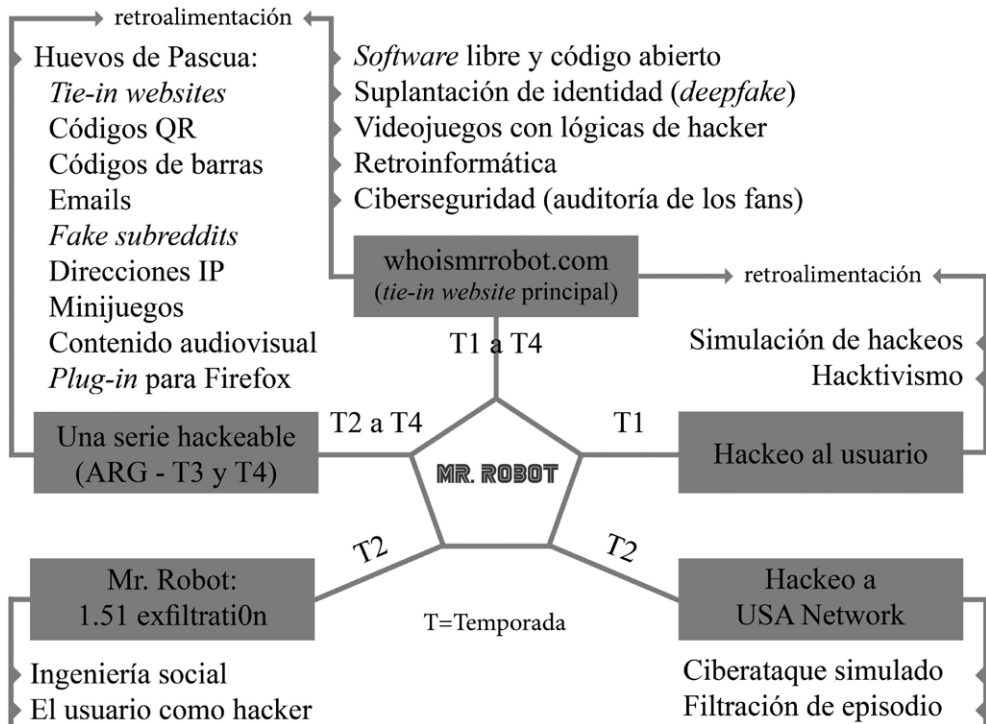 retroalimentación
Huevos de Pascua:
Tie-in websites
Códigos QR
Códigos de barras
Emails
Fake subreddits
Direcciones IP
Minijuegos
Contenido audiovisual
Plug-in para Firefox
Software libre y código abierto
Suplantación de identidad (deepfake)
Videojuegos con lógicas de hacker
Retroinformática
Ciberseguridad (auditoría de los fans)
whoismrrobot.com
(tie-in website principal)
retroalimentación
T1 a T4
Simulación de hackeos
Hacktivismo
Una serie hackeable
(ARG - T3 y T4)
T2 a T4
MR. ROBOT
T1
Hackeo al usuario
Mr. Robot:
1.51 exfiltrati0n
T2
T=Temporada
T2
Hackeo a
USA Network
Ingeniería social
El usuario como hacker
Ciberataque simulado
Filtración de episodio